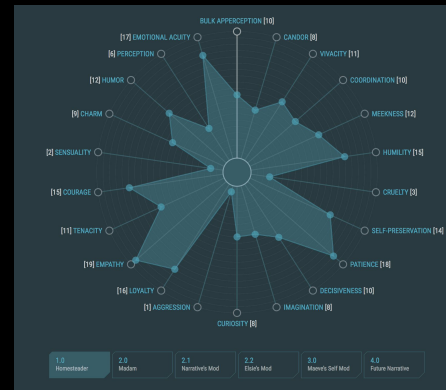 BULK APPERCEPTION [10]
[17] EMOTIONAL ACUITY
CANDOR [8]
[6] PERCEPTION
VIVACITY [11]
[12] HUMOR
COORDINATION [10]
[9] CHARM
MEEKNESS [12]
[2] SENSUALITY
HUMILITY [15]
[15] COURAGE
CRUELTY [3]
[11] TENACITY
SELF-PRESERVATION [14]
[19] EMPATHY
PATIENCE [18]
[16] LOYALTY
DECISIVENESS [10]
[1] AGGRESSION
IMAGINATION [8]
CURIOSITY [8]
1.0
Homesteader
2.0
Madam
2.1
Narrative's Mod
2.2
Elsie's Mod
3.0
Maeve's Self Mod
4.0
Future Narrative